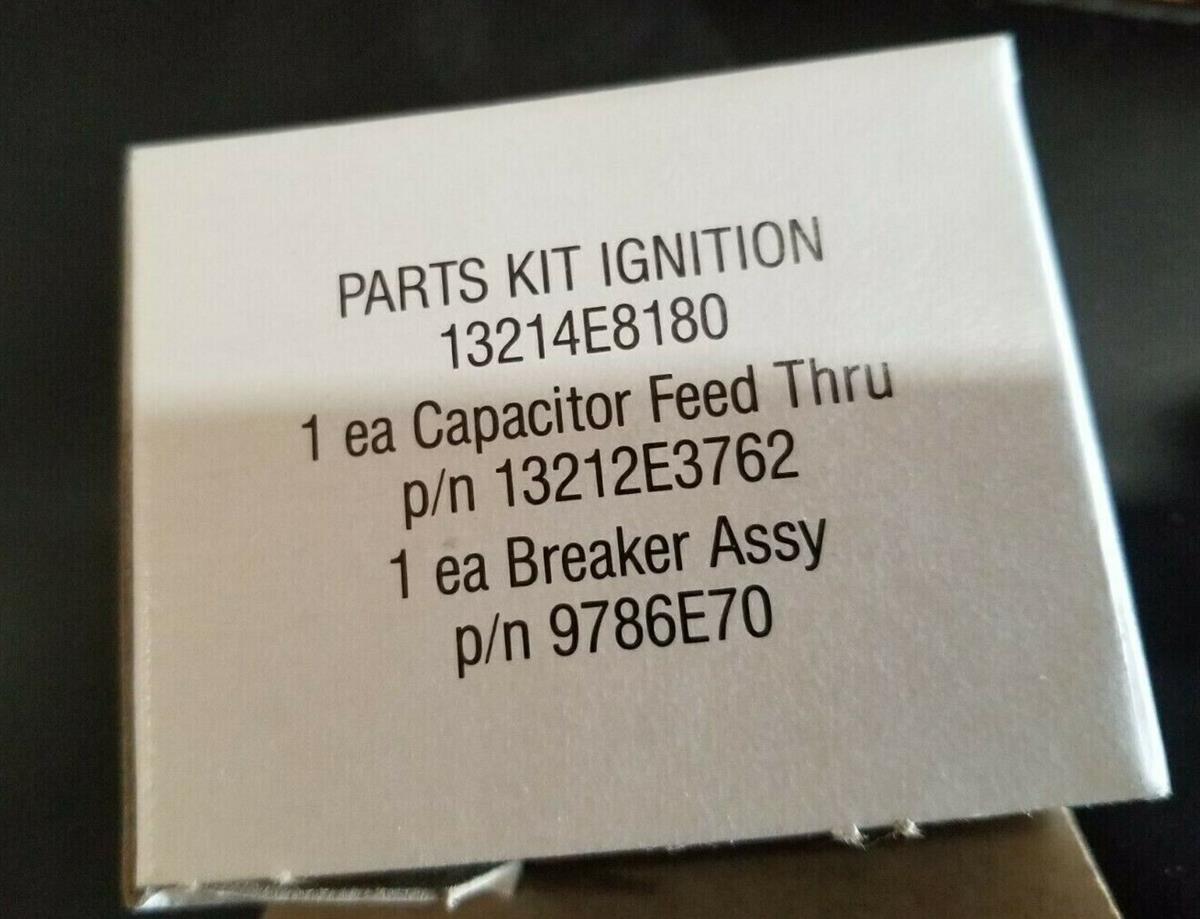 PARTS KIT IGNITION
13214E8180
1 ea Capacitor Feed Thru
p/n 13212E3762
1 ea Breaker Assy
p/n 9786E70